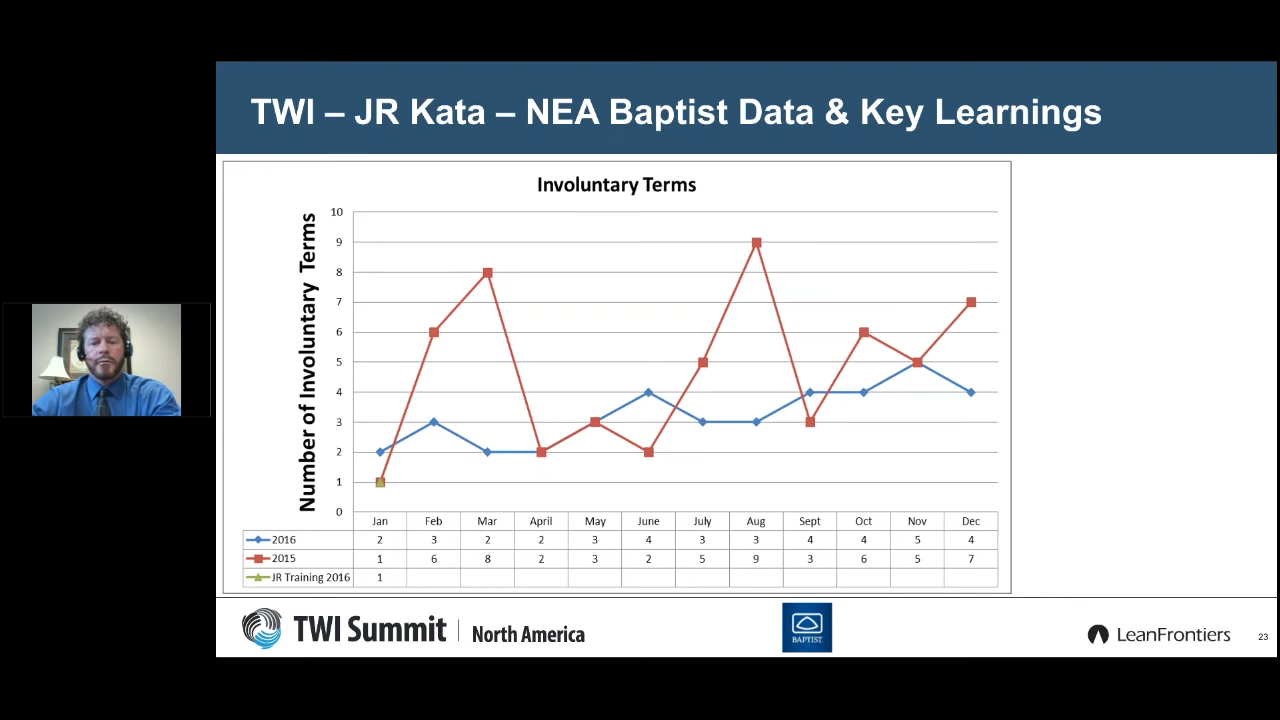 TWI – JR Kata – NEA Baptist Data & Key Learnings
Involuntary Terms
Number of Involuntary Terms
10
9
8
7
6
5
4
3
2
1
0
Jan Feb Mar April May June July Aug Sept Oct Nov Dec
2016 2 3 2 2 3 4 3 3 4 4 5 4
2015 1 6 8 2 3 2 5 9 3 6 5 7
JR Training 2016 1
TWI Summit North America
BAPTIST
LeanFrontiers
23